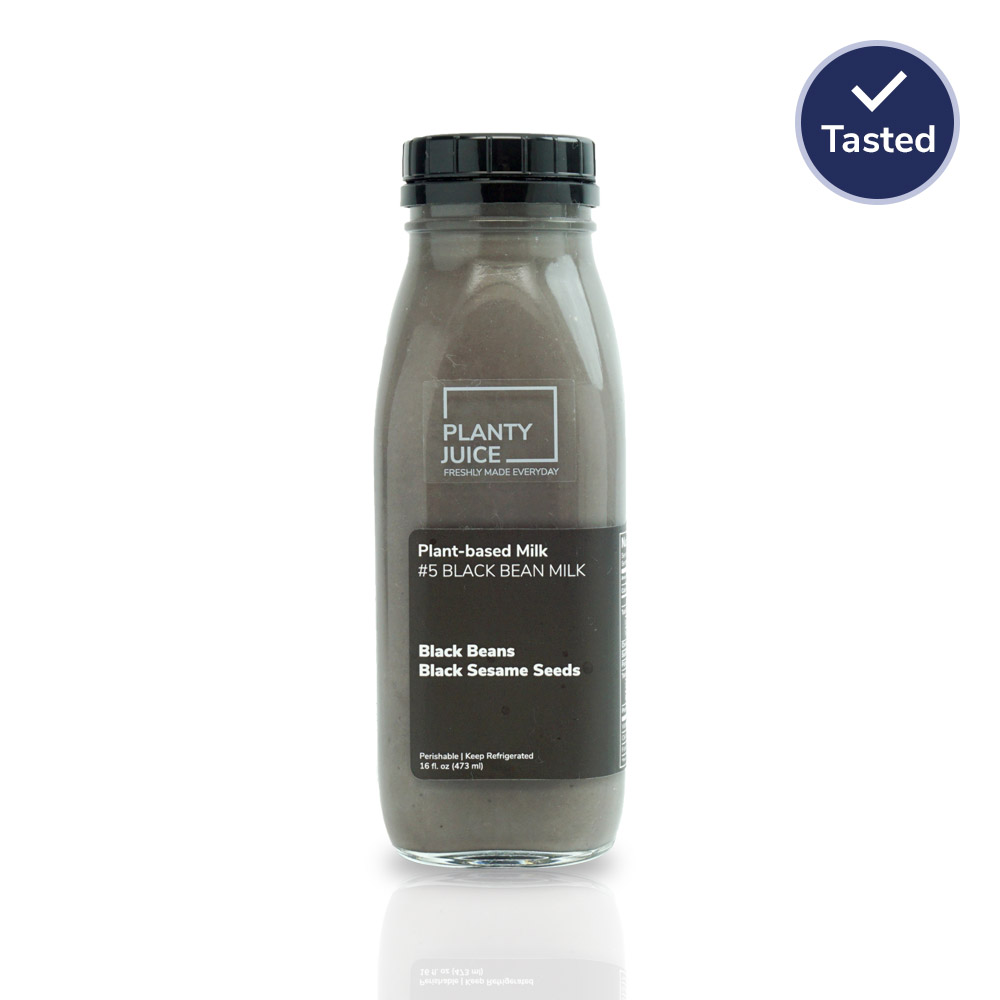 Tasted
PLANTY
JUICE
FRESHLY MADE EVERYDAY
Plant-based Milk
#5 BLACK BEAN MILK
Black Beans
Black Sesame Seeds
Perishable | Keep Refrigerated
16 fl. oz (473 ml)